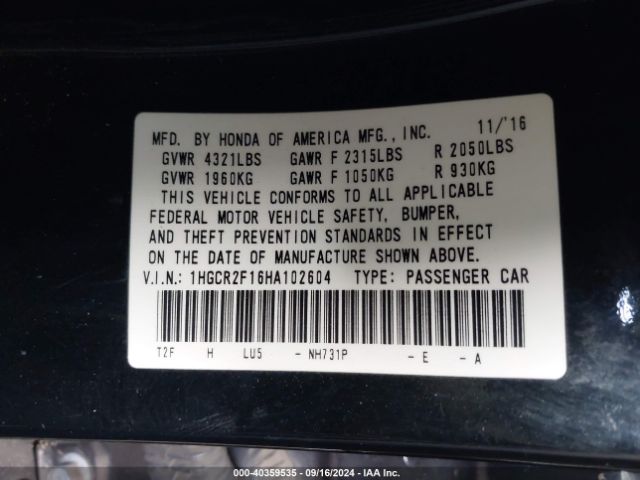 MFD. BY HONDA OF AMERICA MFG., INC. 11/'16
GVWR 4321LBS GAWR F 2315LBS R 2050LBS
GVWR 1960KG GAWR F 1050KG R 930KG
THIS VEHICLE CONFORMS TO ALL APPLICABLE
FEDERAL MOTOR VEHICLE SAFETY, BUMPER,
AND THEFT PREVENTION STANDARDS IN EFFECT
ON THE DATE OF MANUFACTURE SHOWN ABOVE.
V.I.N.: 1HGCR2F16HA102604 TYPE: PASSENGER CAR
T2F H LU5 - NH731P - E - A
000-40359535 - 09/16/2024 - IAA Inc.